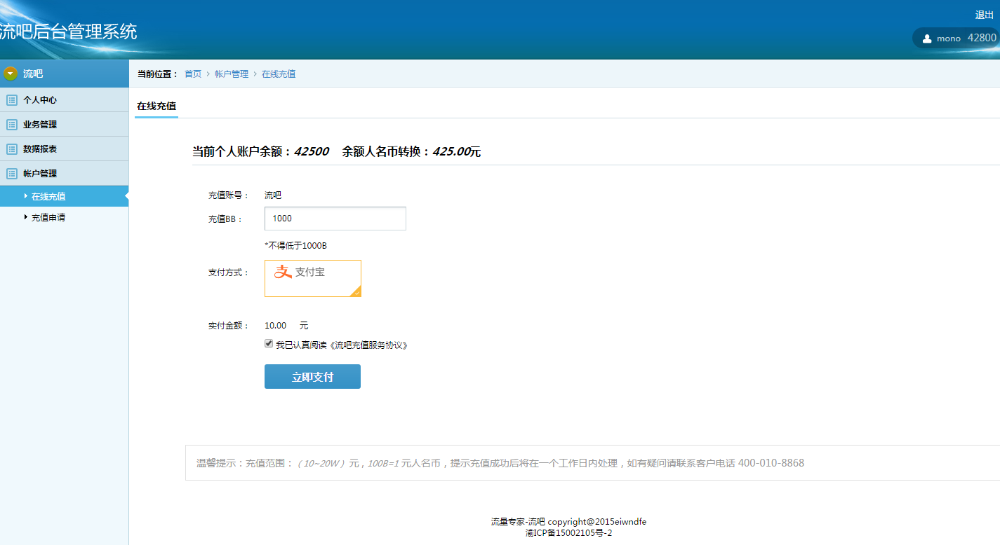 退出
流吧后台管理系统
mono 42800
流吧
当前位置： 首页 > 帐户管理 > 在线充值
个人中心
业务管理
数据报表
帐户管理
在线充值
充值申请
在线充值
当前个人账户余额：42500 余额人名币转换：425.00元
充值账号： 流吧
充值BB： 1000
*不得低于1000B
支付方式： 支 支付宝
实付金额： 10.00 元
我已认真阅读《流吧充值服务协议》
立即支付
温馨提示：充值范围：（10~20W）元，100B=1 元人名币，提示充值成功后将在一个工作日内处理，如有疑问请联系客户电话 400-010-8868
流量专家-流吧 copyright@2015eiwndfe
渝ICP备15002105号-2